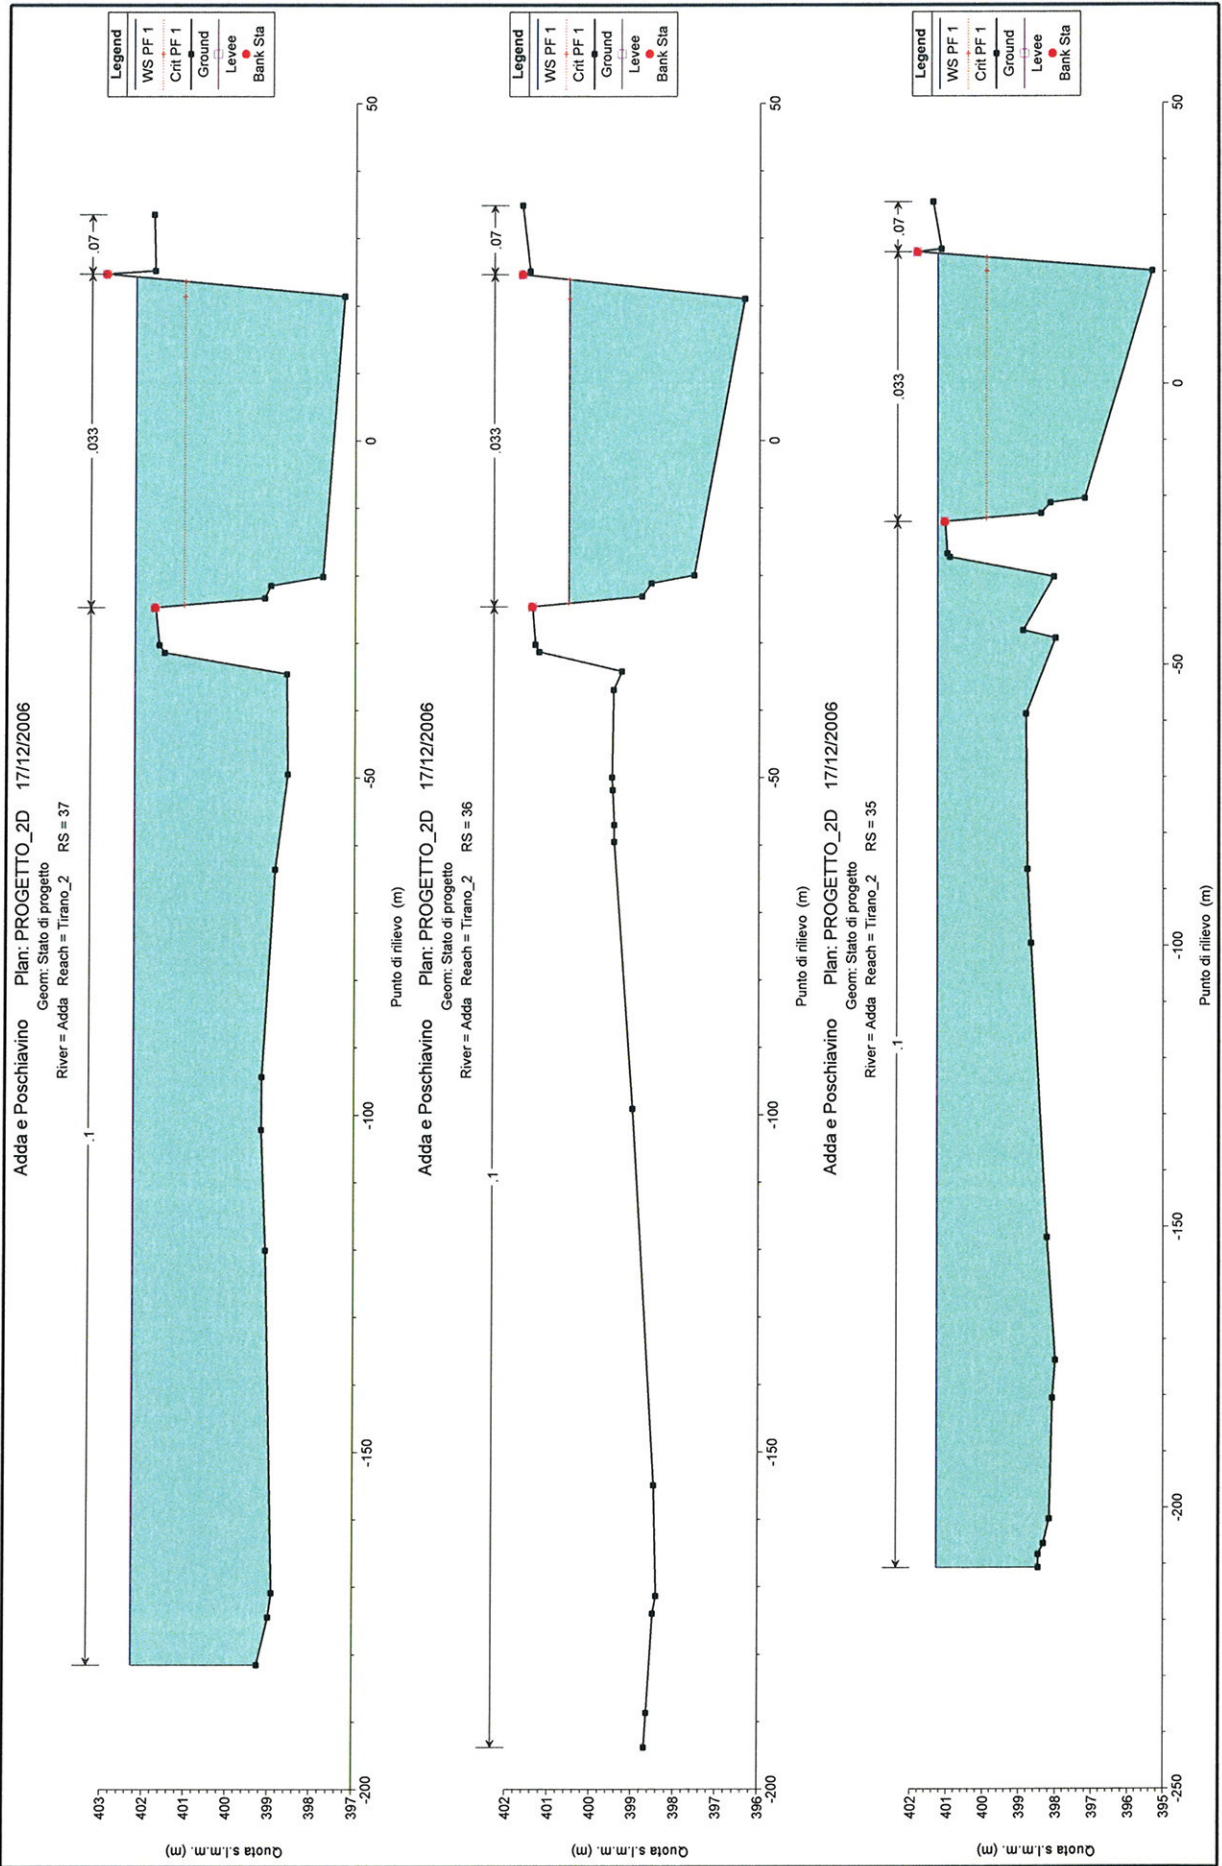 Adda e Poschiavino Plan: PROGETTO_2D 17/12/2006
Geom: Stato di progetto
River = Adda Reach = Tirano_2 RS = 37
.1
.033
.07
Legend
WS PF 1
Crit PF 1
Ground
Levee
Bank Sta
403
402
401
400
399
398
397
Quota s.l.m.m. (m)
-200
-150
-100
-50
0
50
Punto di rilievo (m)
Adda e Poschiavino Plan: PROGETTO_2D 17/12/2006
Geom: Stato di progetto
River = Adda Reach = Tirano_2 RS = 36
.1
.033
.07
Legend
WS PF 1
Crit PF 1
Ground
Levee
Bank Sta
402
401
400
399
398
397
396
Quota s.l.m.m. (m)
-200
-150
-100
-50
0
50
Punto di rilievo (m)
Adda e Poschiavino Plan: PROGETTO_2D 17/12/2006
Geom: Stato di progetto
River = Adda Reach = Tirano_2 RS = 35
.1
.033
.07
Legend
WS PF 1
Crit PF 1
Ground
Levee
Bank Sta
402
401
400
399
398
397
396
395
Quota s.l.m.m. (m)
-250
-200
-150
-100
-50
0
50
Punto di rilievo (m)